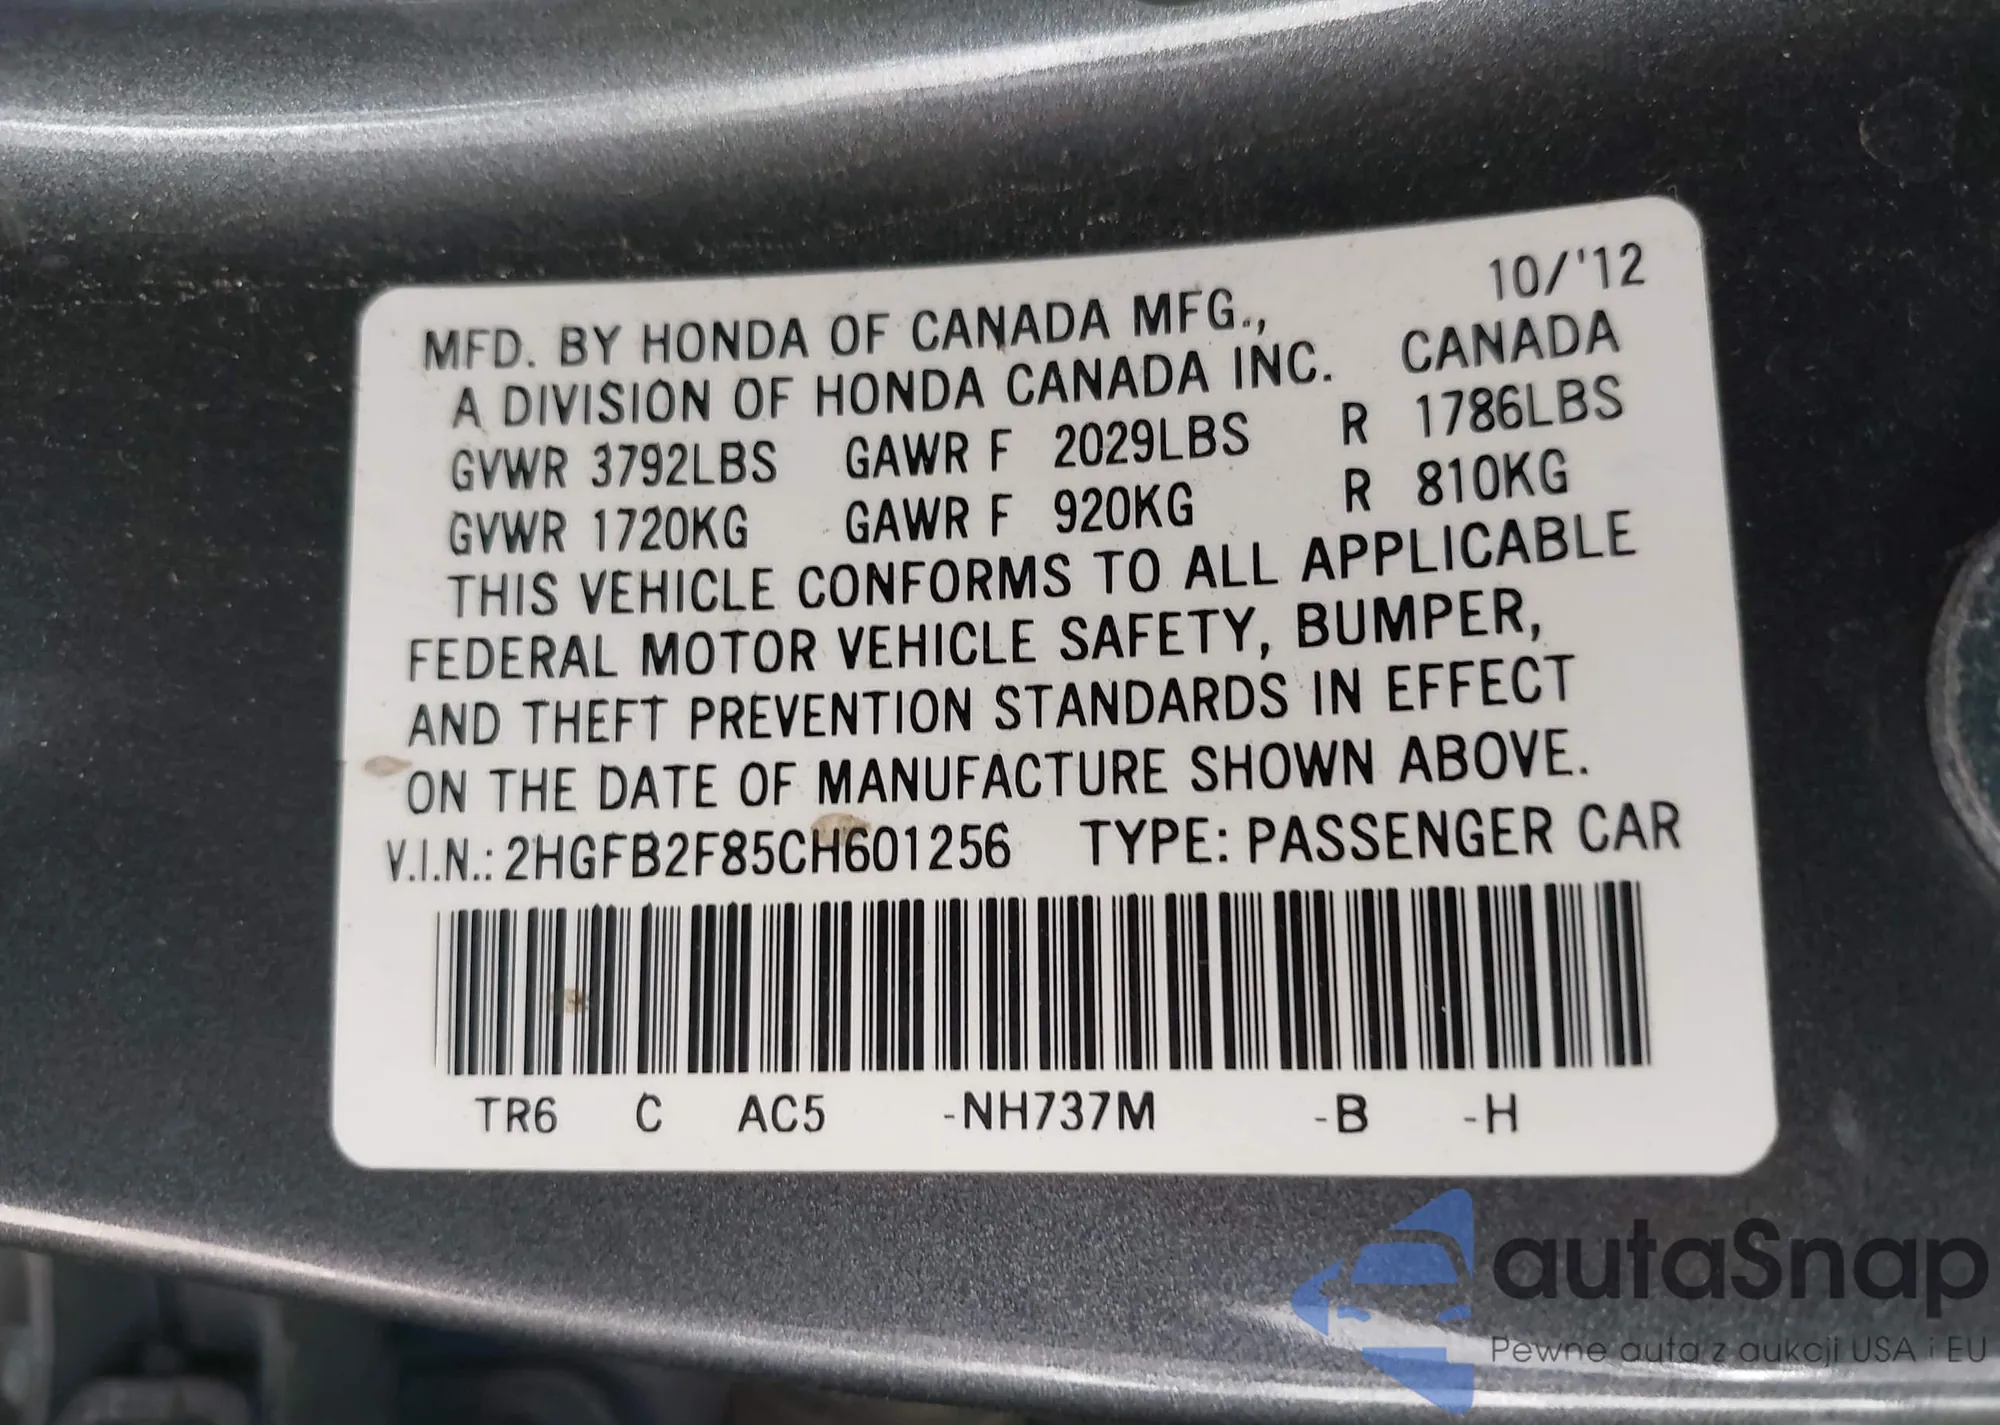 10/'12
MFD. BY HONDA OF CANADA MFG.,
A DIVISION OF HONDA CANADA INC. CANADA
GVWR 3792LBS GAWR F 2029LBS R 1786LBS
GVWR 1720KG GAWR F 920KG R 810KG
THIS VEHICLE CONFORMS TO ALL APPLICABLE
FEDERAL MOTOR VEHICLE SAFETY, BUMPER,
AND THEFT PREVENTION STANDARDS IN EFFECT
ON THE DATE OF MANUFACTURE SHOWN ABOVE.
V.I.N.: 2HGFB2F85CH601256 TYPE: PASSENGER CAR
TR6 C AC5 -NH737M -B -H
autaSnap
Pewne auta z aukcji USA i EU